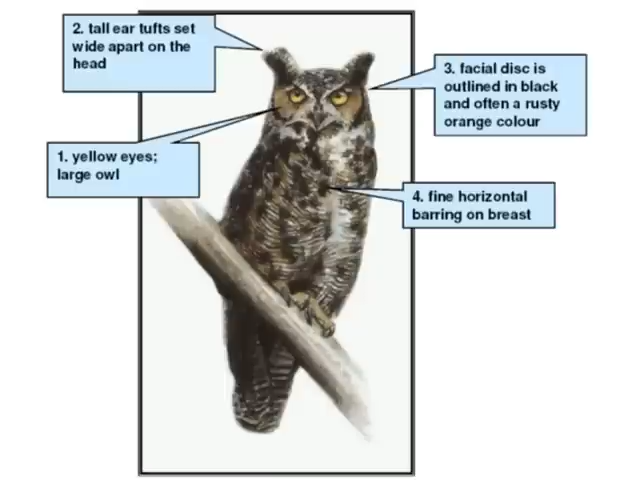 2. tall ear tufts set
wide apart on the
head
3. facial disc is
outlined in black
and often a rusty
orange colour
1. yellow eyes;
large owl
4. fine horizontal
barring on breast